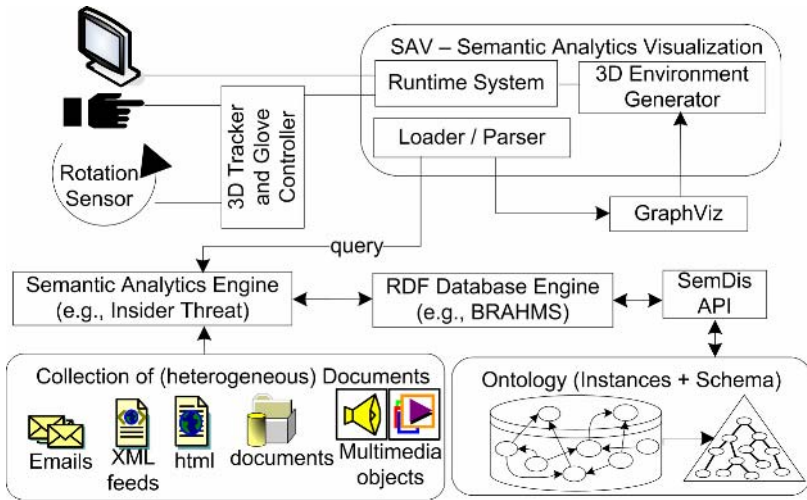 SAV – Semantic Analytics Visualization
Runtime System
3D Environment
Generator
Loader / Parser
3D Tracker
and Glove
Controller
Rotation
Sensor
GraphViz
query
Semantic Analytics Engine
(e.g., Insider Threat)
RDF Database Engine
(e.g., BRAHMS)
SemDis
API
Collection of (heterogeneous) Documents
Emails
XML
feeds
html
documents
Multimedia
objects
Ontology (Instances + Schema)